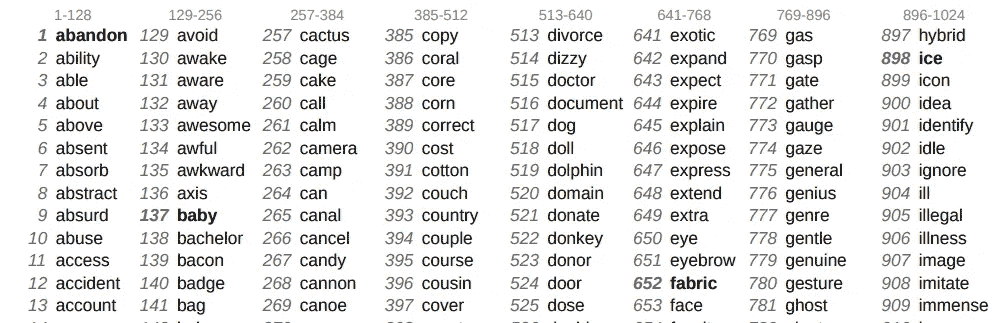 1-128 129-256 257-384 385-512 513-640 641-768 769-896 896-1024
1 abandon 129 avoid 257 cactus 385 copy 513 divorce 641 exotic 769 gas 897 hybrid
2 ability 130 awake 258 cage 386 coral 514 dizzy 642 expand 770 gasp 898 ice
3 able 131 aware 259 cake 387 core 515 doctor 643 expect 771 gate 899 icon
4 about 132 away 260 call 388 corn 516 document 644 expire 772 gather 900 idea
5 above 133 awesome 261 calm 389 correct 517 dog 645 explain 773 gauge 901 identify
6 absent 134 awful 262 camera 390 cost 518 doll 646 expose 774 gaze 902 idle
7 absorb 135 awkward 263 camp 391 cotton 519 dolphin 647 express 775 general 903 ignore
8 abstract 136 axis 264 can 392 couch 520 domain 648 extend 776 genius 904 ill
9 absurd 137 baby 265 canal 393 country 521 donate 649 extra 777 genre 905 illegal
10 abuse 138 bachelor 266 cancel 394 couple 522 donkey 650 eye 778 gentle 906 illness
11 access 139 bacon 267 candy 395 course 523 donor 651 eyebrow 779 genuine 907 image
12 accident 140 badge 268 cannon 396 cousin 524 door 652 fabric 780 gesture 908 imitate
13 account 141 bag 269 canoe 397 cover 525 dose 653 face 781 ghost 909 immense